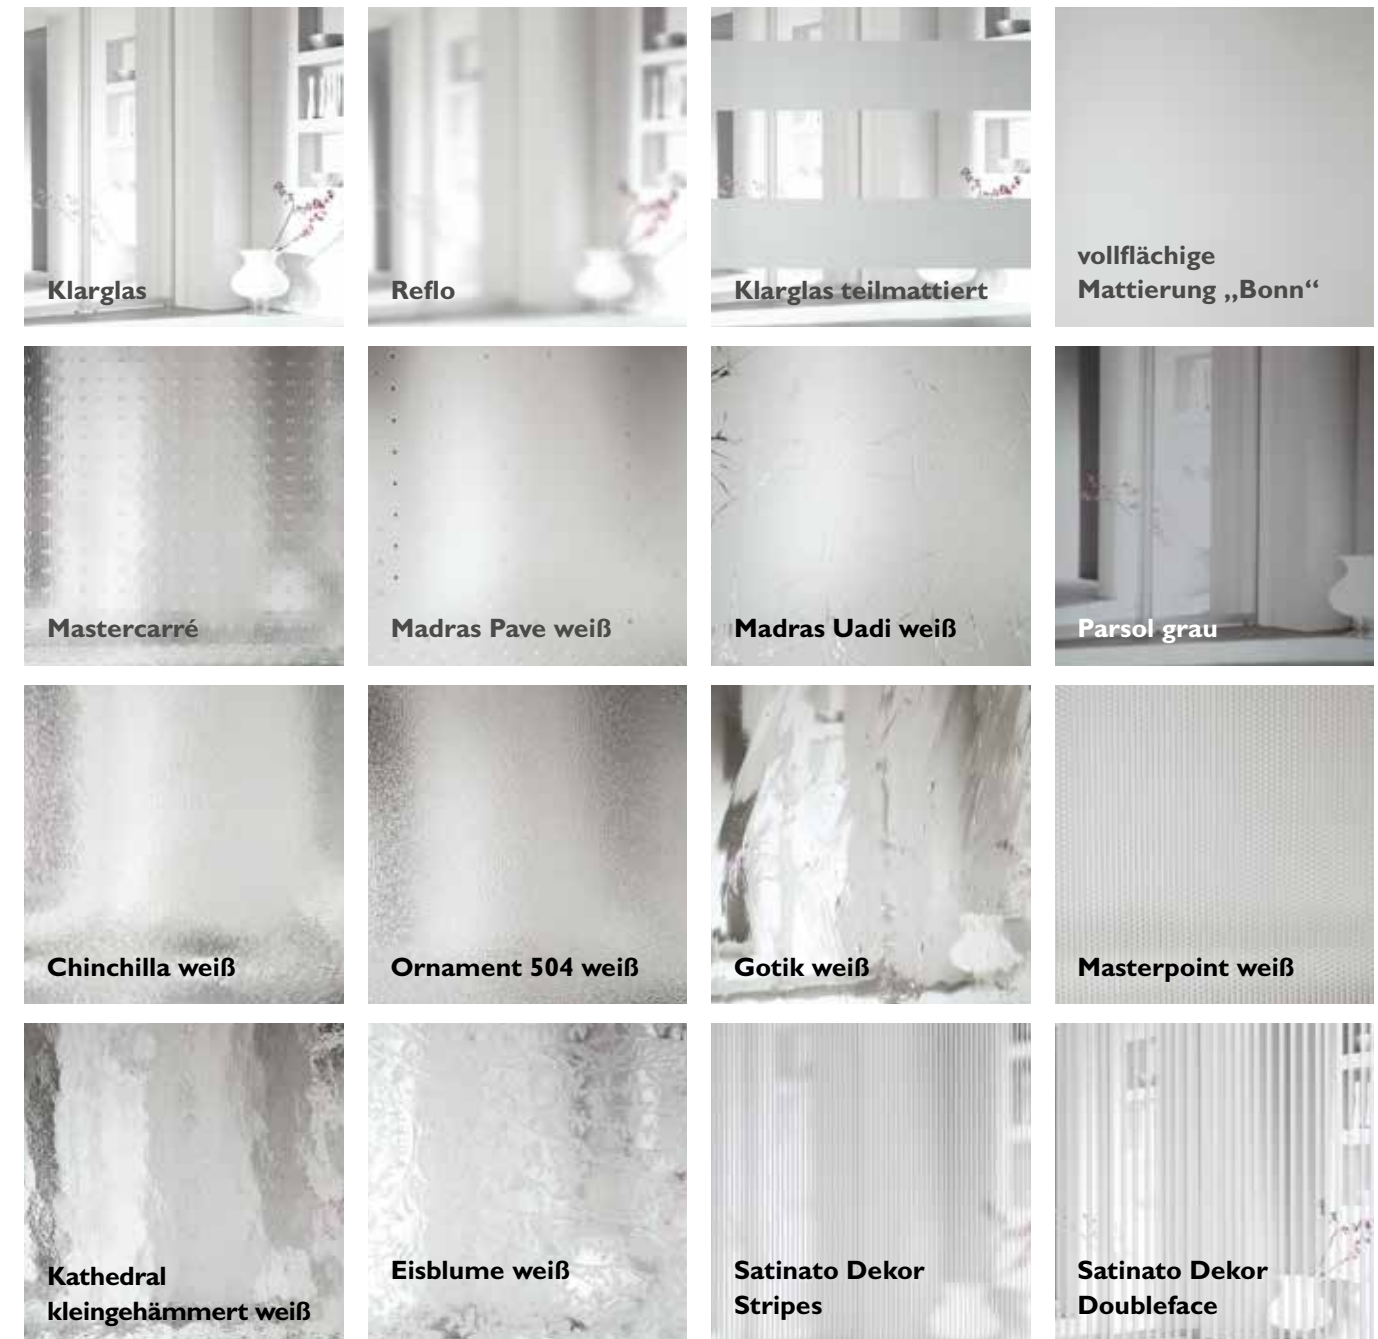 Klarglas
Reflo
Klarglas teilmattiert
vollflächige
Mattierung „Bonn“
Mastercarré
Madras Pave weiß
Madras Uadi weiß
Parsol grau
Chinchilla weiß
Ornament 504 weiß
Gotik weiß
Masterpoint weiß
Kathedral
kleingehämmert weiß
Eisblume weiß
Satinato Dekor
Stripes
Satinato Dekor
Doubleface